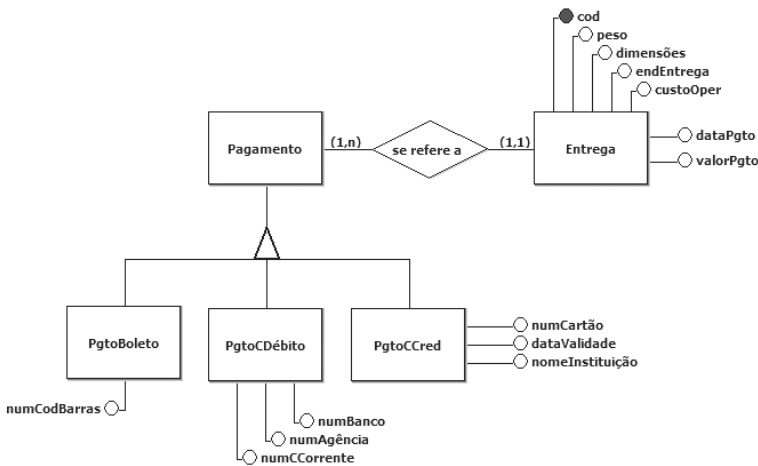 cod
peso
dimensões
endEntrega
custoOper
Pagamento
(1,n)
se refere a
(1,1)
Entrega
dataPgto
valorPgto
PgtoBoleto
PgtoCDébito
PgtoCCred
numCartão
dataValidade
nomeInstituição
numCodBarras
numBanco
numAgência
numCCorrente